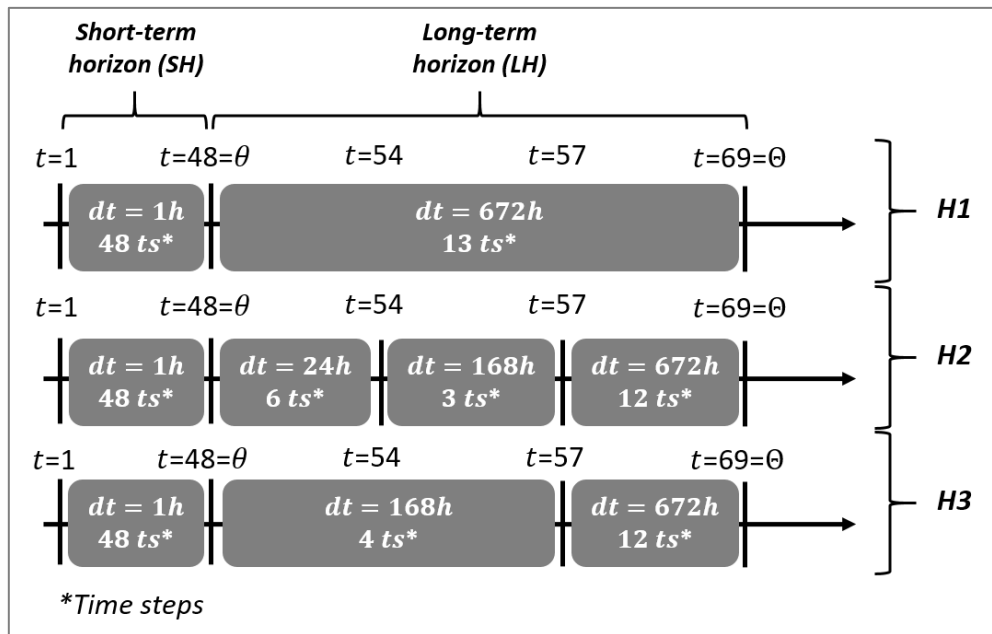 Short-term horizon (SH)
Long-term horizon (LH)
t=1 t=48=θ t=54 t=57 t=69=Θ
dt = 1h
48 ts*
dt = 672h
13 ts*
H1
t=1 t=48=θ t=54 t=57 t=69=Θ
dt = 1h
48 ts*
dt = 24h
6 ts*
dt = 168h
3 ts*
dt = 672h
12 ts*
H2
t=1 t=48=θ t=54 t=57 t=69=Θ
dt = 1h
48 ts*
dt = 168h
4 ts*
dt = 672h
12 ts*
H3
*Time steps